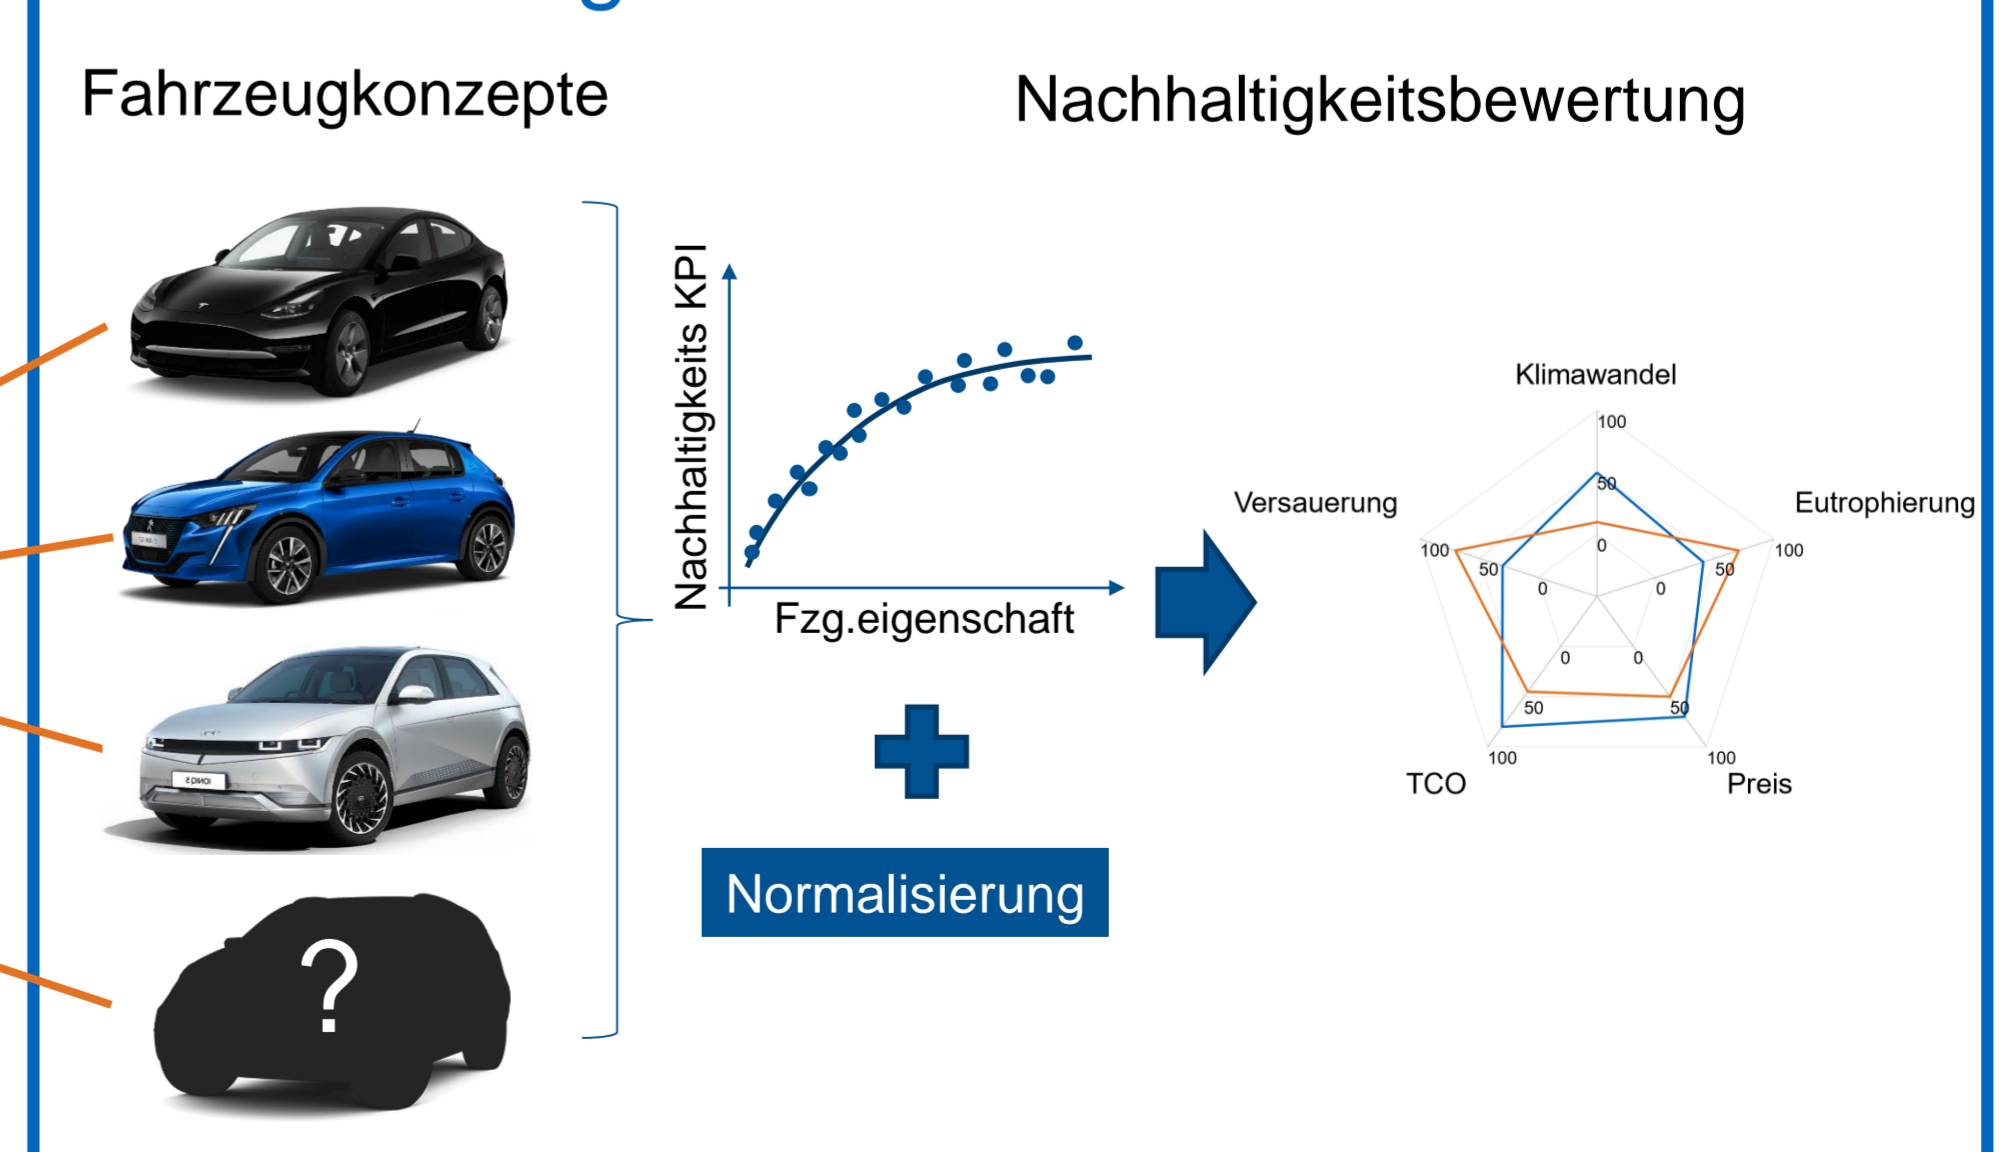 Fahrzeugkonzepte
Nachhaltigkeitsbewertung
Nachhaltigkeits KPI
Fzg.eigenschaft
Normalisierung
?
Klimawandel
100
50
0
Eutrophierung
100
50
0
Preis
100
50
0
TCO
100
50
0
Versauerung
100
50
0